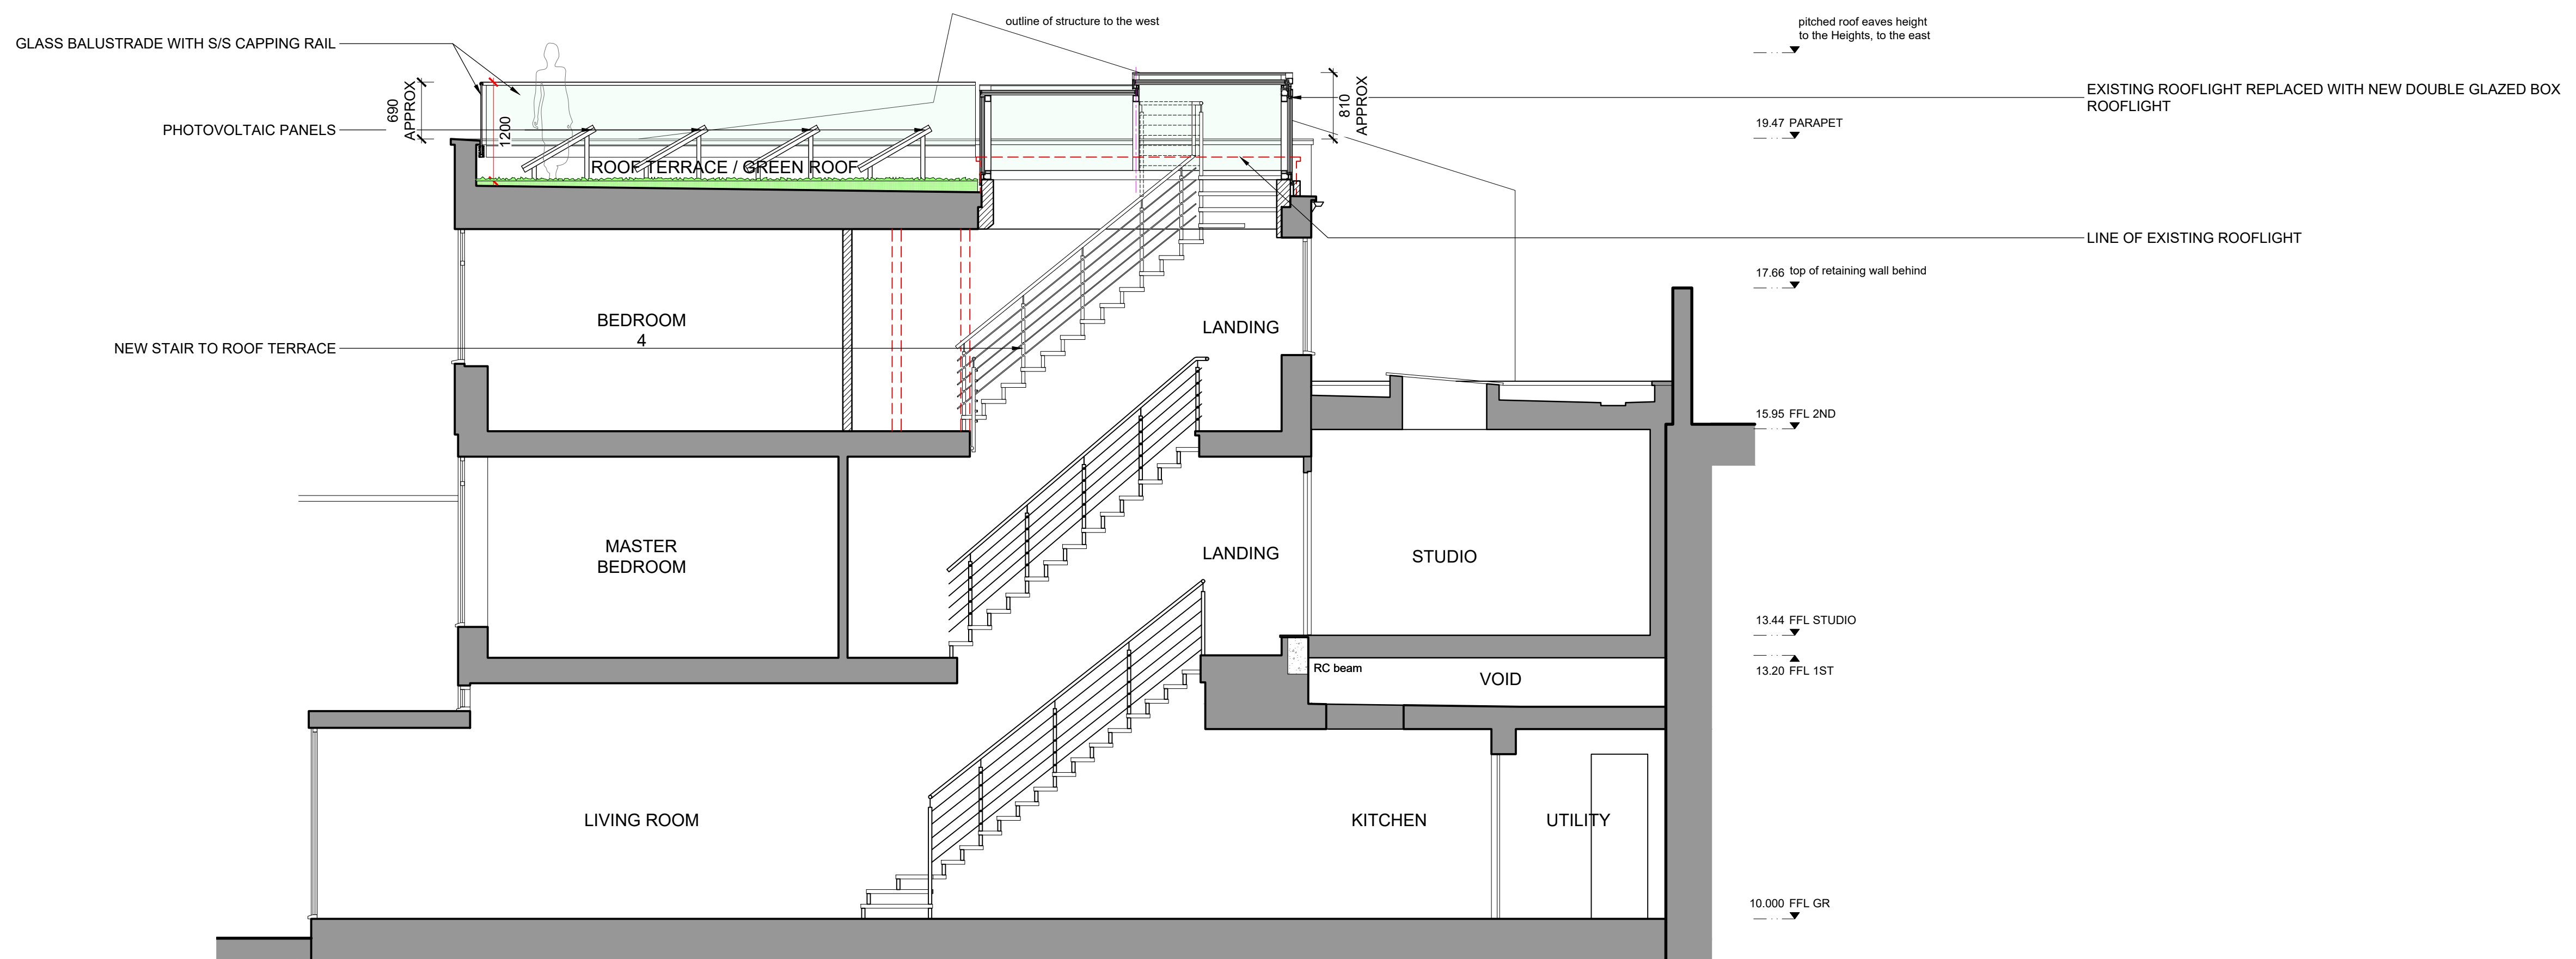 outline of structure to the west
pitched roof eaves height
to the Heights, to the east
GLASS BALUSTRADE WITH S/S CAPPING RAIL
690
APPROX
1200
810
APPROX
EXISTING ROOFLIGHT REPLACED WITH NEW DOUBLE GLAZED BOX
ROOFLIGHT
PHOTOVOLTAIC PANELS
19.47 PARAPET
ROOF TERRACE / GREEN ROOF
LINE OF EXISTING ROOFLIGHT
17.66 top of retaining wall behind
BEDROOM
4
LANDING
NEW STAIR TO ROOF TERRACE
15.95 FFL 2ND
MASTER
BEDROOM
LANDING
STUDIO
13.44 FFL STUDIO
RC beam
13.20 FFL 1ST
VOID
LIVING ROOM
KITCHEN
UTILITY
10.000 FFL GR